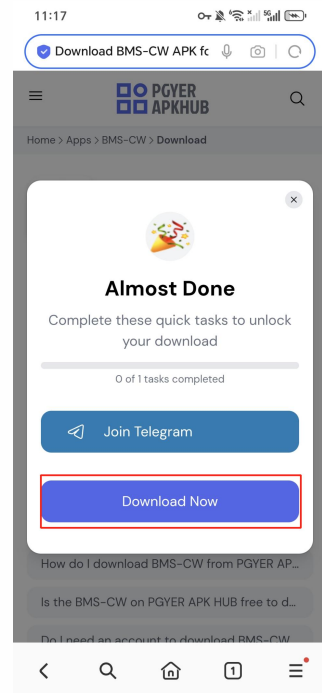 11:17
5G
Download BMS-CW APK fo
PGYER
APKHUB
Home > Apps > BMS-CW > Download
Almost Done
Complete these quick tasks to unlock
your download
0 of 1 tasks completed
Join Telegram
Download Now
How do I download BMS-CW from PGYER AP...
Is the BMS-CW on PGYER APK HUB free to d...
Do I need an account to download BMS-CW
1